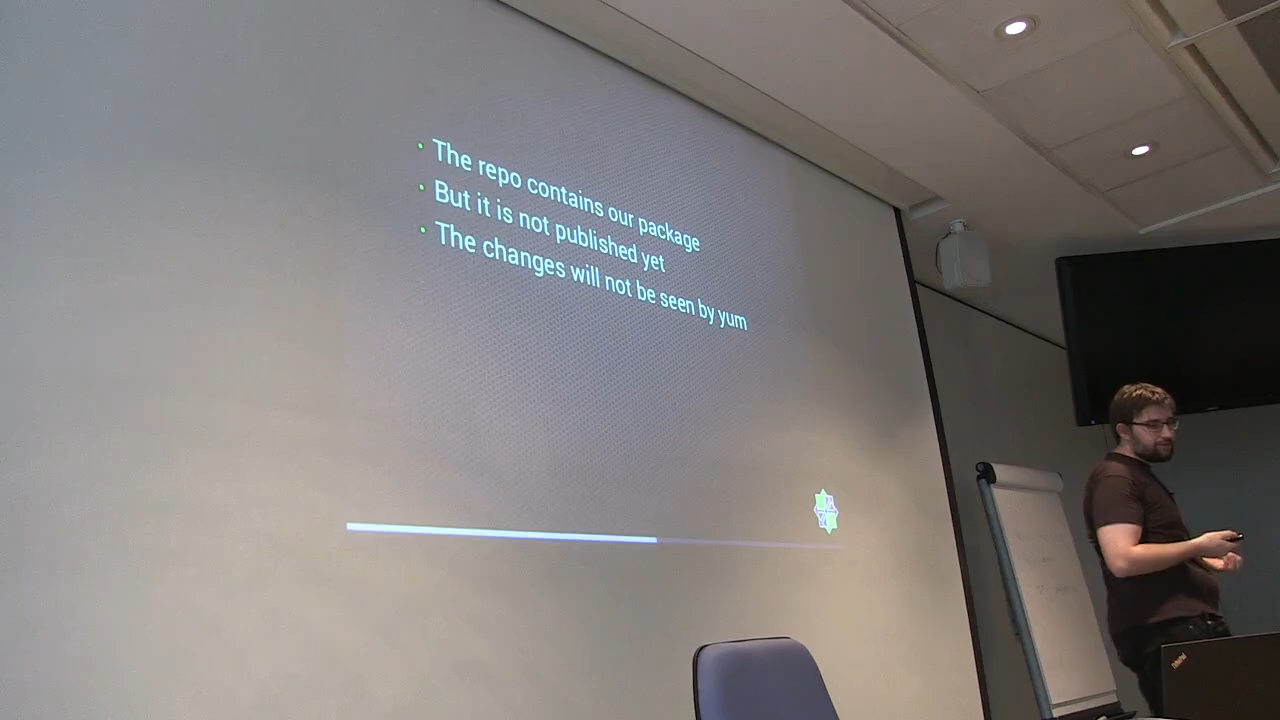 The repo contains our package
But it is not published yet
The changes will not be seen by yum
ThinkPad